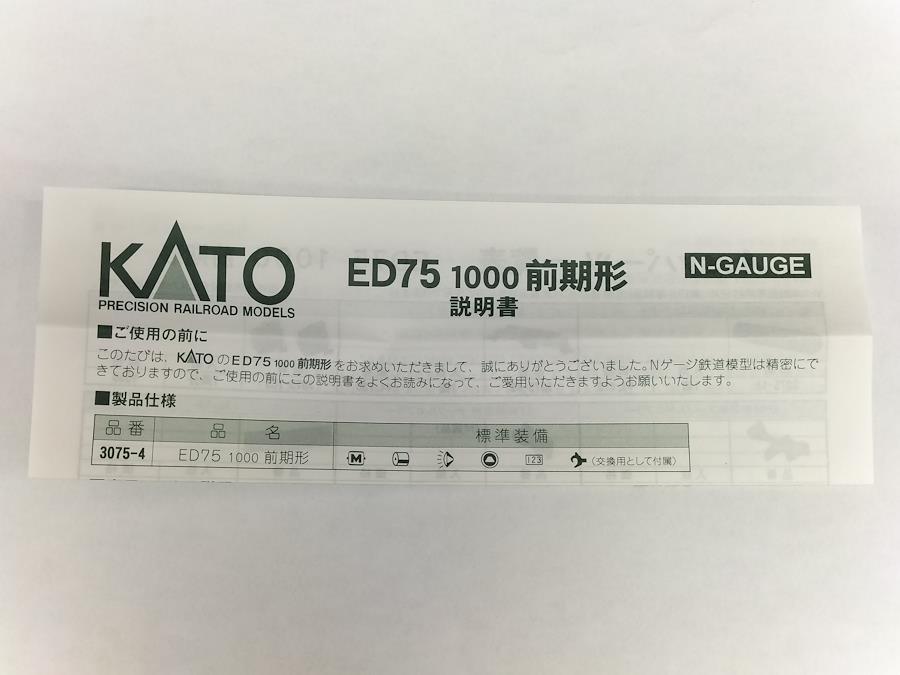 KATO
PRECISION RAILROAD MODELS
ED75 1000 前期形
説明書
N-GAUGE
■ご使用の前に
このたびは、KATOのED75 1000 前期形をお求めいただきまして、誠にありがとうございました。Nゲージ鉄道模型は精密にで
きておりますので、ご使用の前にこの説明書をよくお読みになって、ご愛用いただきますようお願いいたします。
■製品仕様
品番 品名 標準装備
3075-4 ED75 1000 前期形 M 123 (交換用として付属)